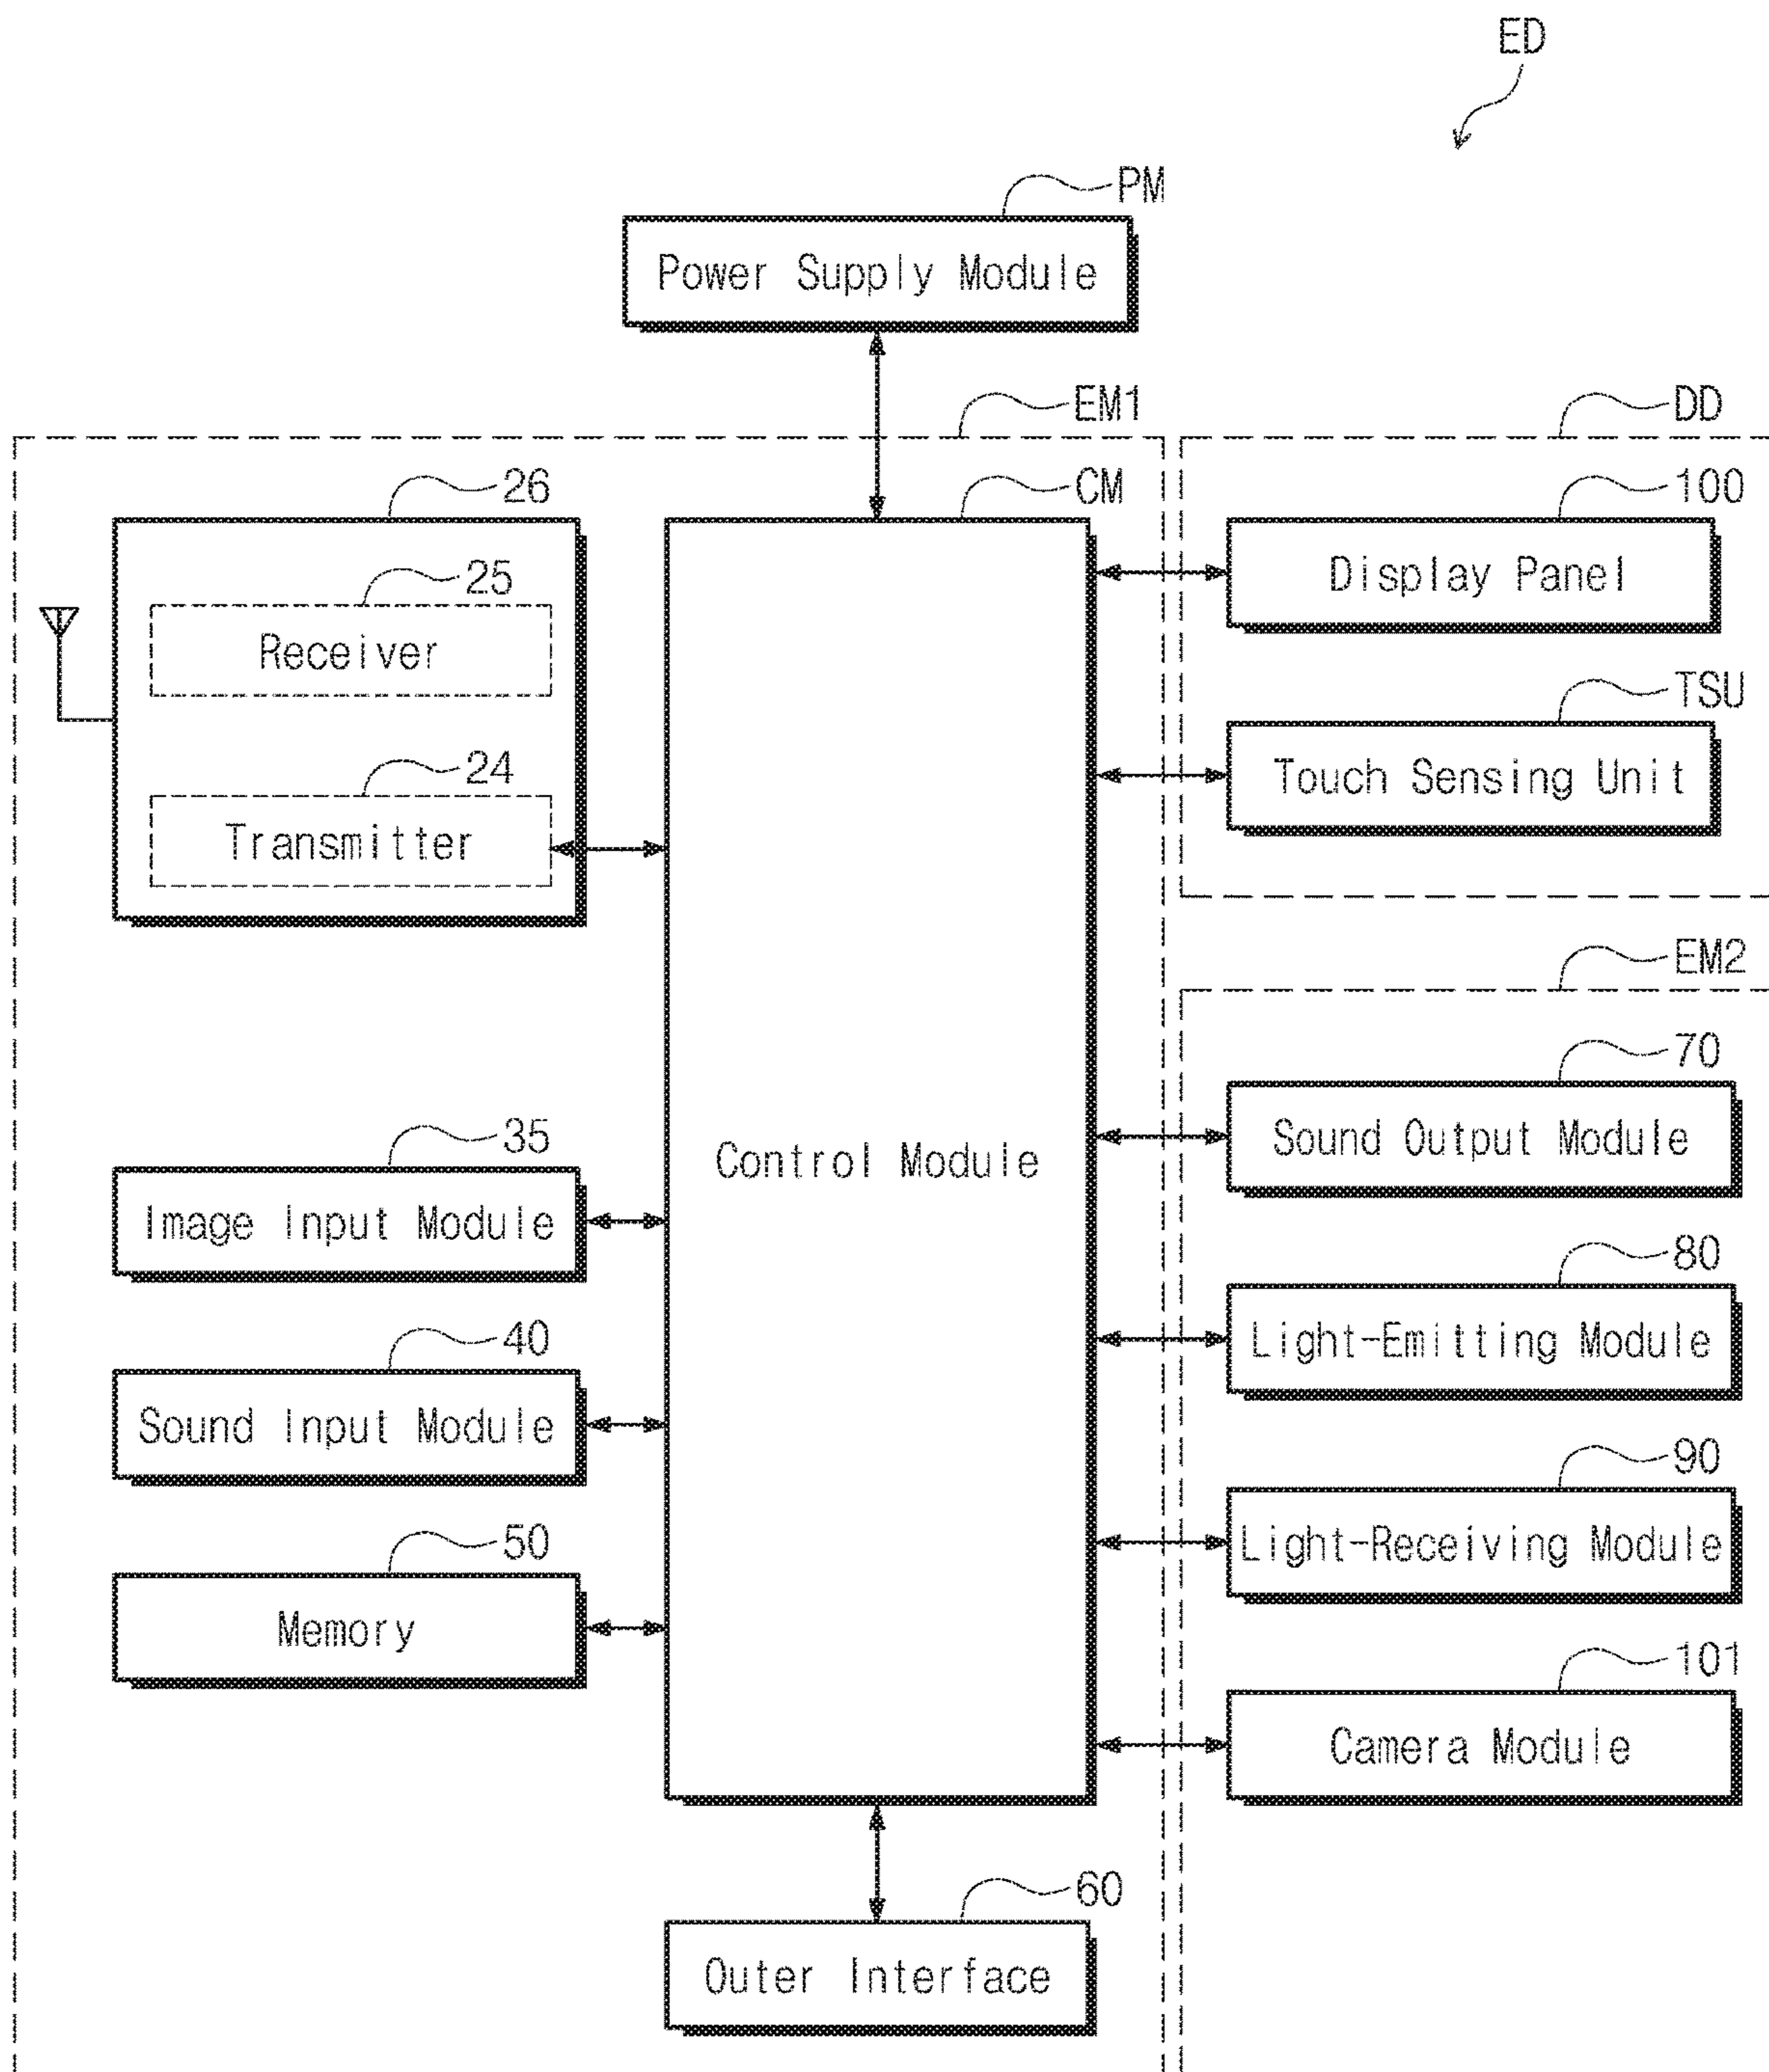 ED
PM
Power Supply Module
EM1
DD
26
CM
100
25
Display Panel
Receiver
TSU
24
Touch Sensing Unit
Transmitter
EM2
70
35
Sound Output Module
Control Module
Image Input Module
80
40
Light-Emitting Module
Sound Input Module
90
50
Light-Receiving Module
Memory
101
Camera Module
60
Outer Interface